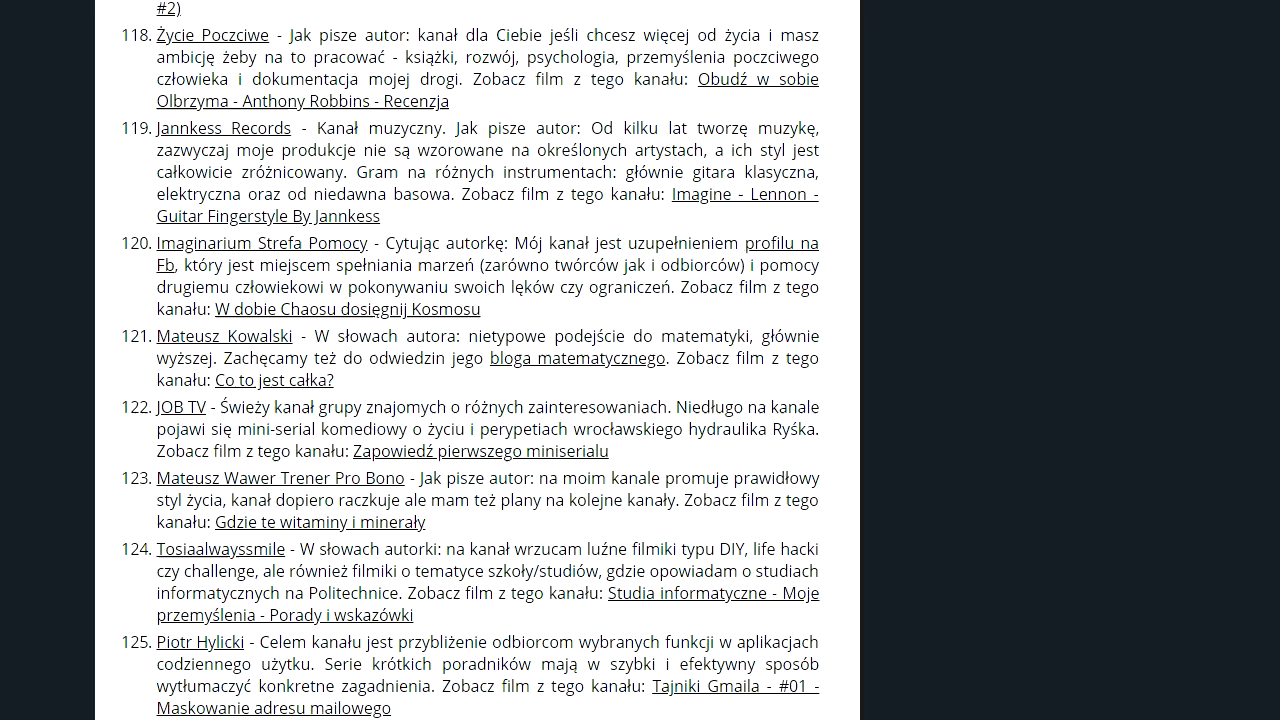 #2)
118. Życie Poczciwe - Jak pisze autor: kanał dla Ciebie jeśli chcesz więcej od życia i masz
ambicję żeby na to pracować - książki, rozwój, psychologia, przemyślenia poczciwego
człowieka i dokumentacja mojej drogi. Zobacz film z tego kanału: Obudź w sobie
Olbrzyma - Anthony Robbins - Recenzja
119. Jannkess Records - Kanał muzyczny. Jak pisze autor: Od kilku lat tworzę muzykę,
zazwyczaj moje produkcje nie są wzorowane na określonych artystach, a ich styl jest
całkowicie zróżnicowany. Gram na różnych instrumentach: głównie gitara klasyczna,
elektryczna oraz od niedawna basowa. Zobacz film z tego kanału: Imagine - Lennon -
Guitar Fingerstyle By Jannkess
120. Imaginarium Strefa Pomocy - Cytując autorkę: Mój kanał jest uzupełnieniem profilu na
Fb, który jest miejscem spełniania marzeń (zarówno twórców jak i odbiorców) i pomocy
drugiemu człowiekowi w pokonywaniu swoich lęków czy ograniczeń. Zobacz film z tego
kanału: W dobie Chaosu dosięgnij Kosmosu
121. Mateusz Kowalski - W słowach autora: nietypowe podejście do matematyki, głównie
wyższej. Zachęcamy też do odwiedzin jego bloga matematycznego. Zobacz film z tego
kanału: Co to jest całka?
122. JOB TV - Świeży kanał grupy znajomych o różnych zainteresowaniach. Niedługo na kanale
pojawi się mini-serial komediowy o życiu i perypetiach wrocławskiego hydraulika Ryśka.
Zobacz film z tego kanału: Zapowiedź pierwszego miniserialu
123. Mateusz Wawer Trener Pro Bono - Jak pisze autor: na moim kanale promuje prawidłowy
styl życia, kanał dopiero raczkuje ale mam też plany na kolejne kanały. Zobacz film z tego
kanału: Gdzie te witaminy i minerały
124. Tosiaalwayssmile - W słowach autorki: na kanał wrzucam luźne filmiki typu DIY, life hacki
czy challenge, ale również filmiki o tematyce szkoły/studiów, gdzie opowiadam o studiach
informatycznych na Politechnice. Zobacz film z tego kanału: Studia informatyczne - Moje
przemyślenia - Porady i wskazówki
125. Piotr Hylicki - Celem kanału jest przybliżenie odbiorcom wybranych funkcji w aplikacjach
codziennego użytku. Serie krótkich poradników mają w szybki i efektywny sposób
wytłumaczyć konkretne zagadnienia. Zobacz film z tego kanału: Tajniki Gmaila - #01 -
Maskowanie adresu mailowego